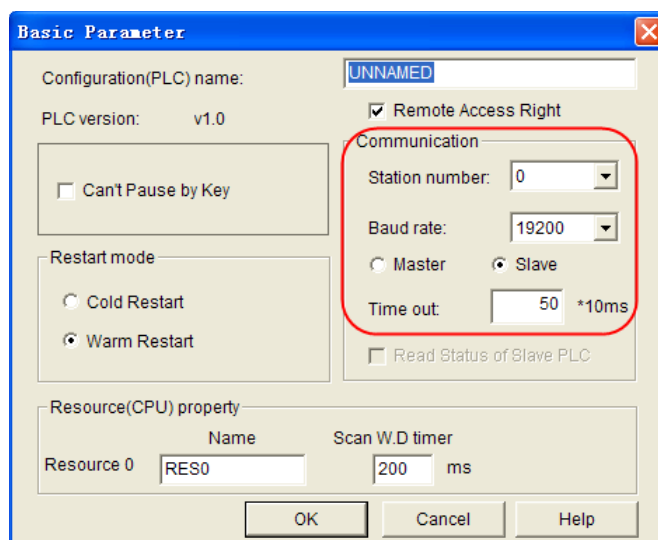 Basic Parameter
Configuration(PLC) name:
UNNAMED
PLC version:
v1.0
Remote Access Right
Can't Pause by Key
Communication
Station number:
0
Baud rate:
19200
Master
Slave
Time out:
50
*10ms
Read Status of Slave PLC
Restart mode
Cold Restart
Warm Restart
Resource(CPU) property
Name
Scan W.D timer
Resource 0
RES0
200
ms
OK
Cancel
Help